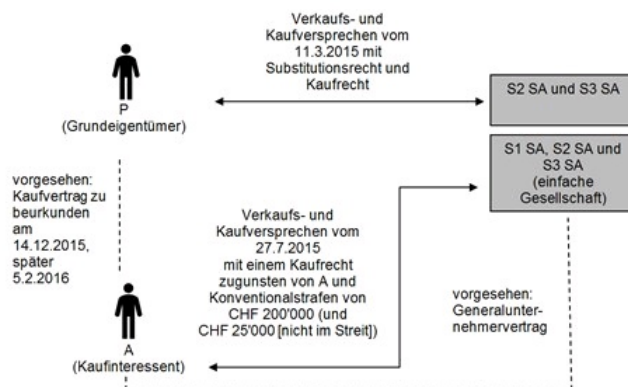 Verkaufs- und
Kaufversprechen vom
11.3.2015 mit
Substitutionsrecht und
Kaufrecht
P
(Grundeigentümer)
S2 SA und S3 SA
S1 SA, S2 SA und
S3 SA
(einfache
Gesellschaft)
vorgesehen:
Kaufvertrag zu
beurkunden
am
14.12.2015,
später
5.2.2016
Verkaufs- und
Kaufversprechen vom
27.7.2015
mit einem Kaufrecht
zugunsten von A und
Konventionalstrafen von
CHF 200'000 (und
CHF 25'000 [nicht im Streit])
vorgesehen:
Generalunter-
nehmervertrag
A
(Kaufinteressent)